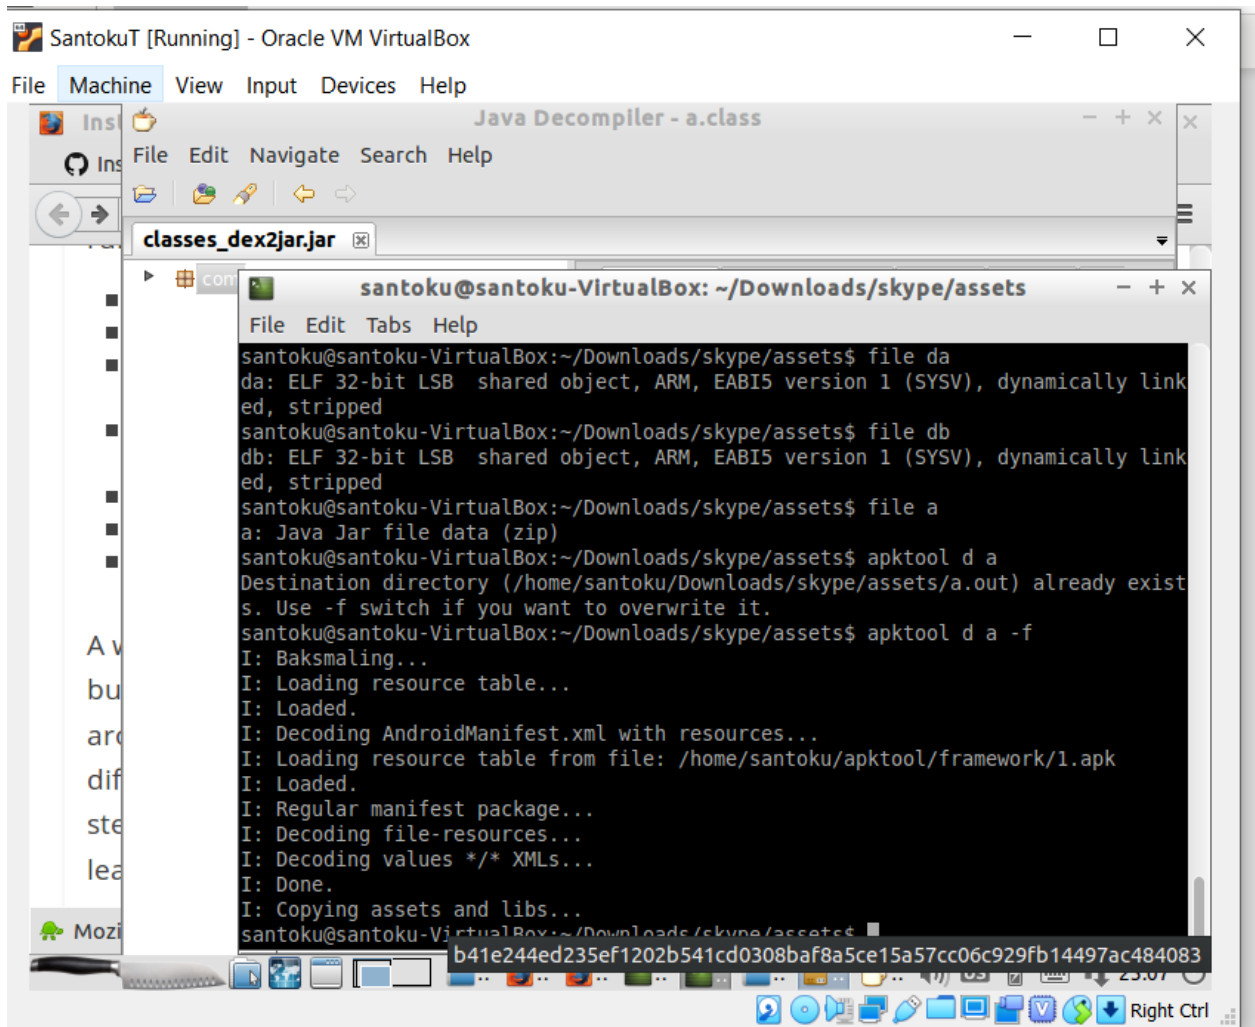 SantokuT [Running] - Oracle VM VirtualBox
File Machine View Input Devices Help
Java Decompiler - a.class
File Edit Navigate Search Help
classes_dex2jar.jar
com
santoku@santoku-VirtualBox: ~/Downloads/skype/assets
File Edit Tabs Help
santoku@santoku-VirtualBox:~/Downloads/skype/assets$ file da
da: ELF 32-bit LSB  shared object, ARM, EABI5 version 1 (SYSV), dynamically link
ed, stripped
santoku@santoku-VirtualBox:~/Downloads/skype/assets$ file db
db: ELF 32-bit LSB  shared object, ARM, EABI5 version 1 (SYSV), dynamically link
ed, stripped
santoku@santoku-VirtualBox:~/Downloads/skype/assets$ file a
a: Java Jar file data (zip)
santoku@santoku-VirtualBox:~/Downloads/skype/assets$ apktool d a
Destination directory (/home/santoku/Downloads/skype/assets/a.out) already exist
s. Use -f switch if you want to overwrite it.
santoku@santoku-VirtualBox:~/Downloads/skype/assets$ apktool d a -f
I: Baksmaling...
I: Loading resource table...
I: Loaded.
I: Decoding AndroidManifest.xml with resources...
I: Loading resource table from file: /home/santoku/apktool/framework/1.apk
I: Loaded.
I: Regular manifest package...
I: Decoding file-resources...
I: Decoding values */* XMLs...
I: Done.
I: Copying assets and libs...
santoku@santoku-VirtualBox:~/Downloads/skype/assets$
b41e244ed235ef1202b541cd0308baf8a5ce15a57cc06c929fb14497ac484083
Mozi
Right Ctrl